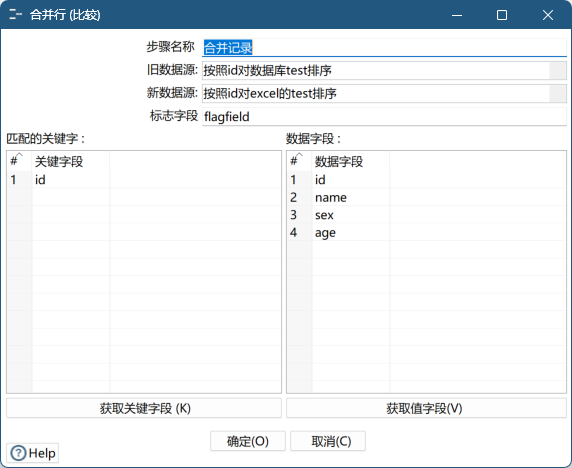 合并行 (比较)
步骤名称 合并记录
旧数据源: 按照id对数据库test排序
新数据源: 按照id对excel的test排序
标志字段 flagfield
匹配的关键字： 数据字段：
# 关键字段 # 数据字段
1 id 1 id
2 name
3 sex
4 age
获取关键字段 (K) 获取值字段(V)
确定(O) 取消(C)
Help